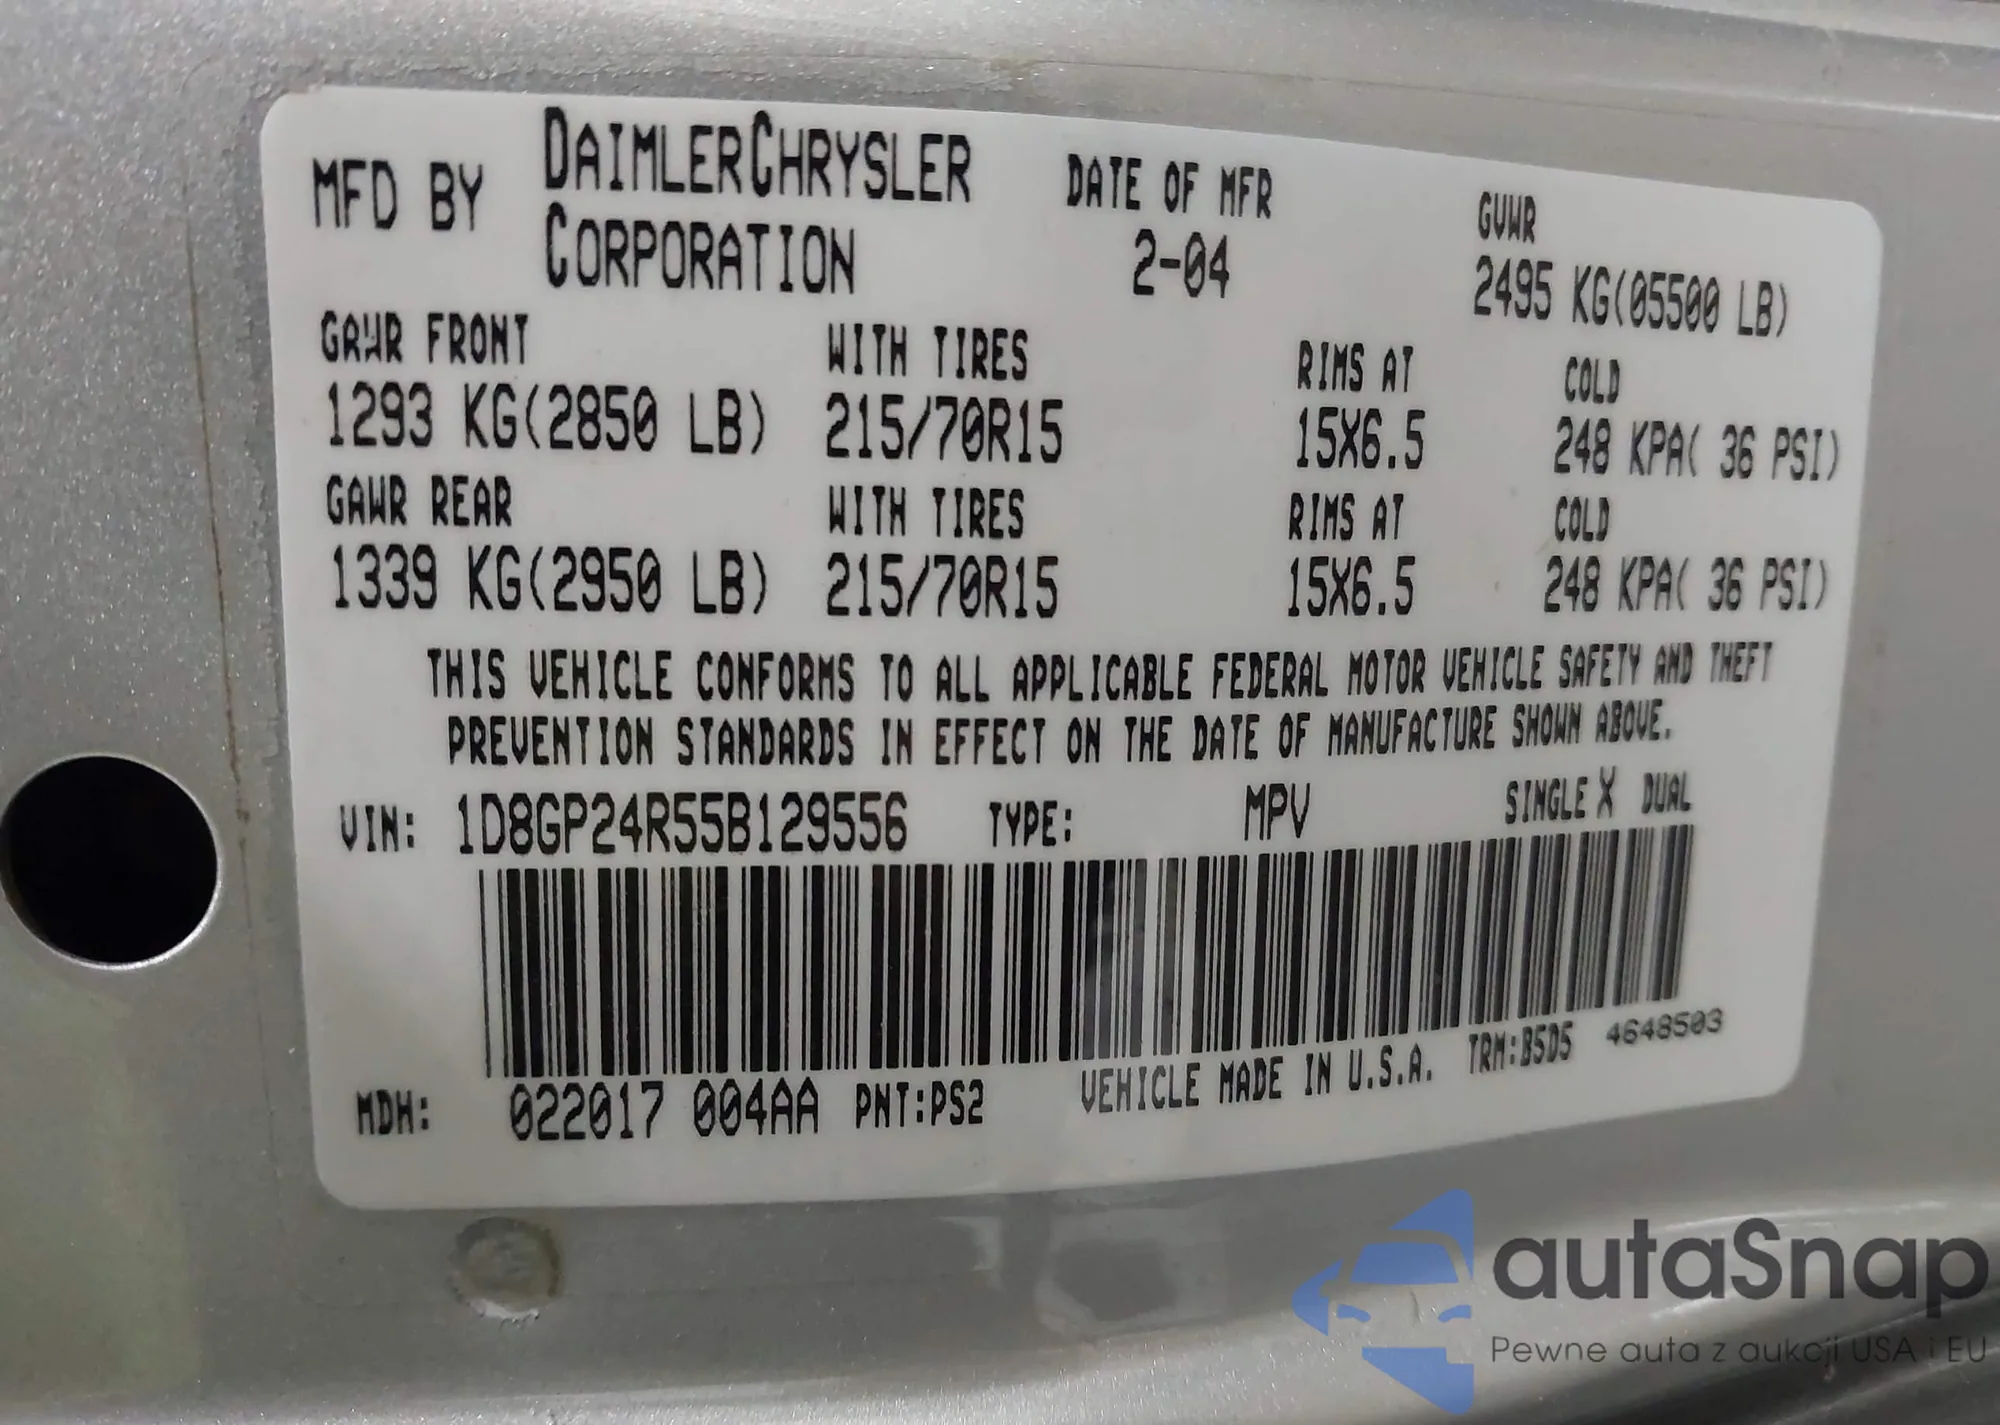 MFD BY DAIMLERCHRYSLER CORPORATION DATE OF MFR 2-04 GVWR 2495 KG(05500 LB)
GAWR FRONT WITH TIRES RIMS AT COLD
1293 KG(2850 LB) 215/70R15 15X6.5 248 KPA( 36 PSI)
GAWR REAR WITH TIRES RIMS AT COLD
1339 KG(2950 LB) 215/70R15 15X6.5 248 KPA( 36 PSI)
THIS VEHICLE CONFORMS TO ALL APPLICABLE FEDERAL MOTOR VEHICLE SAFETY AND THEFT
PREVENTION STANDARDS IN EFFECT ON THE DATE OF MANUFACTURE SHOWN ABOVE.
VIN: 1D8GP24R55B129556 TYPE: MPV SINGLE X DUAL
MDH: 022017 004AA PNT:PS2 VEHICLE MADE IN U.S.A. TRM:B5D5 4648503
autaSnap
Pewne auta z aukcji USA i EU